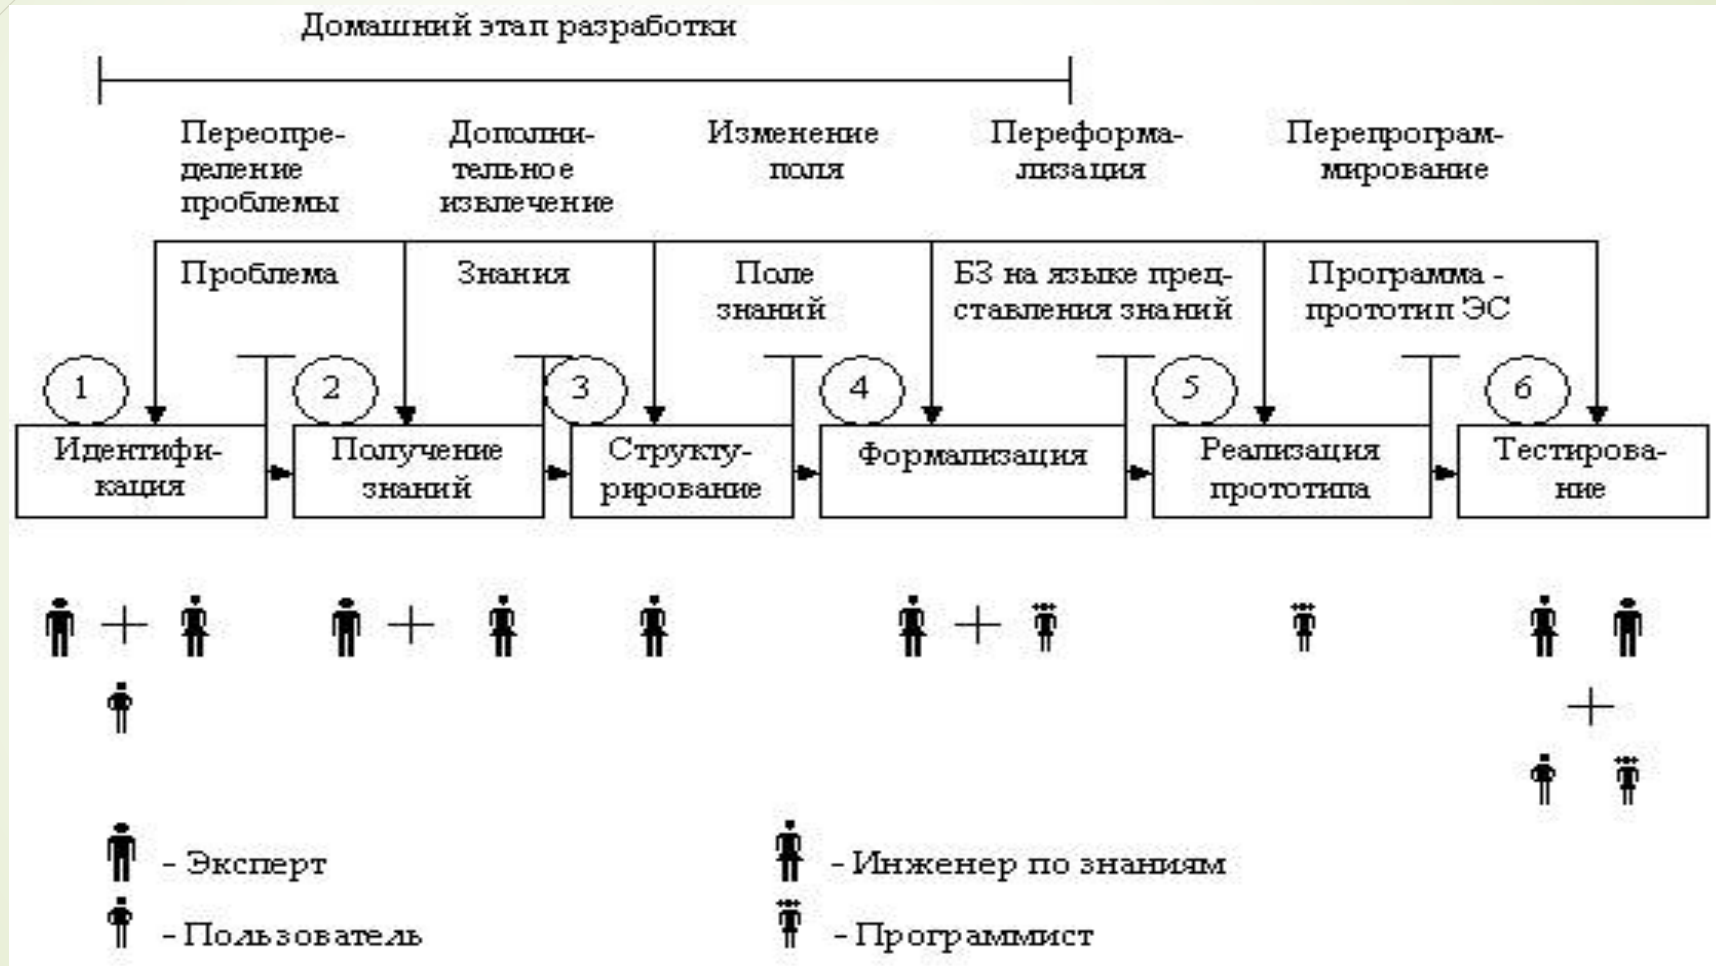 Домашний этап разработки
Переопре-
деление
проблемы
Дополни-
тельное
извлечение
Изменение
поля
Переформа-
лизация
Перепрограм-
мирование
Проблема
Знания
Поле
знаний
БЗ на языке пред-
ставления знаний
Программа -
прототип ЭС
1
2
3
4
5
6
Идентифи-
кация
Получение
знаний
Структу-
рирование
Формализация
Реализация
прототипа
Тестирова-
ние
- Эксперт
- Инженер по знаниям
- Пользователь
- Программист